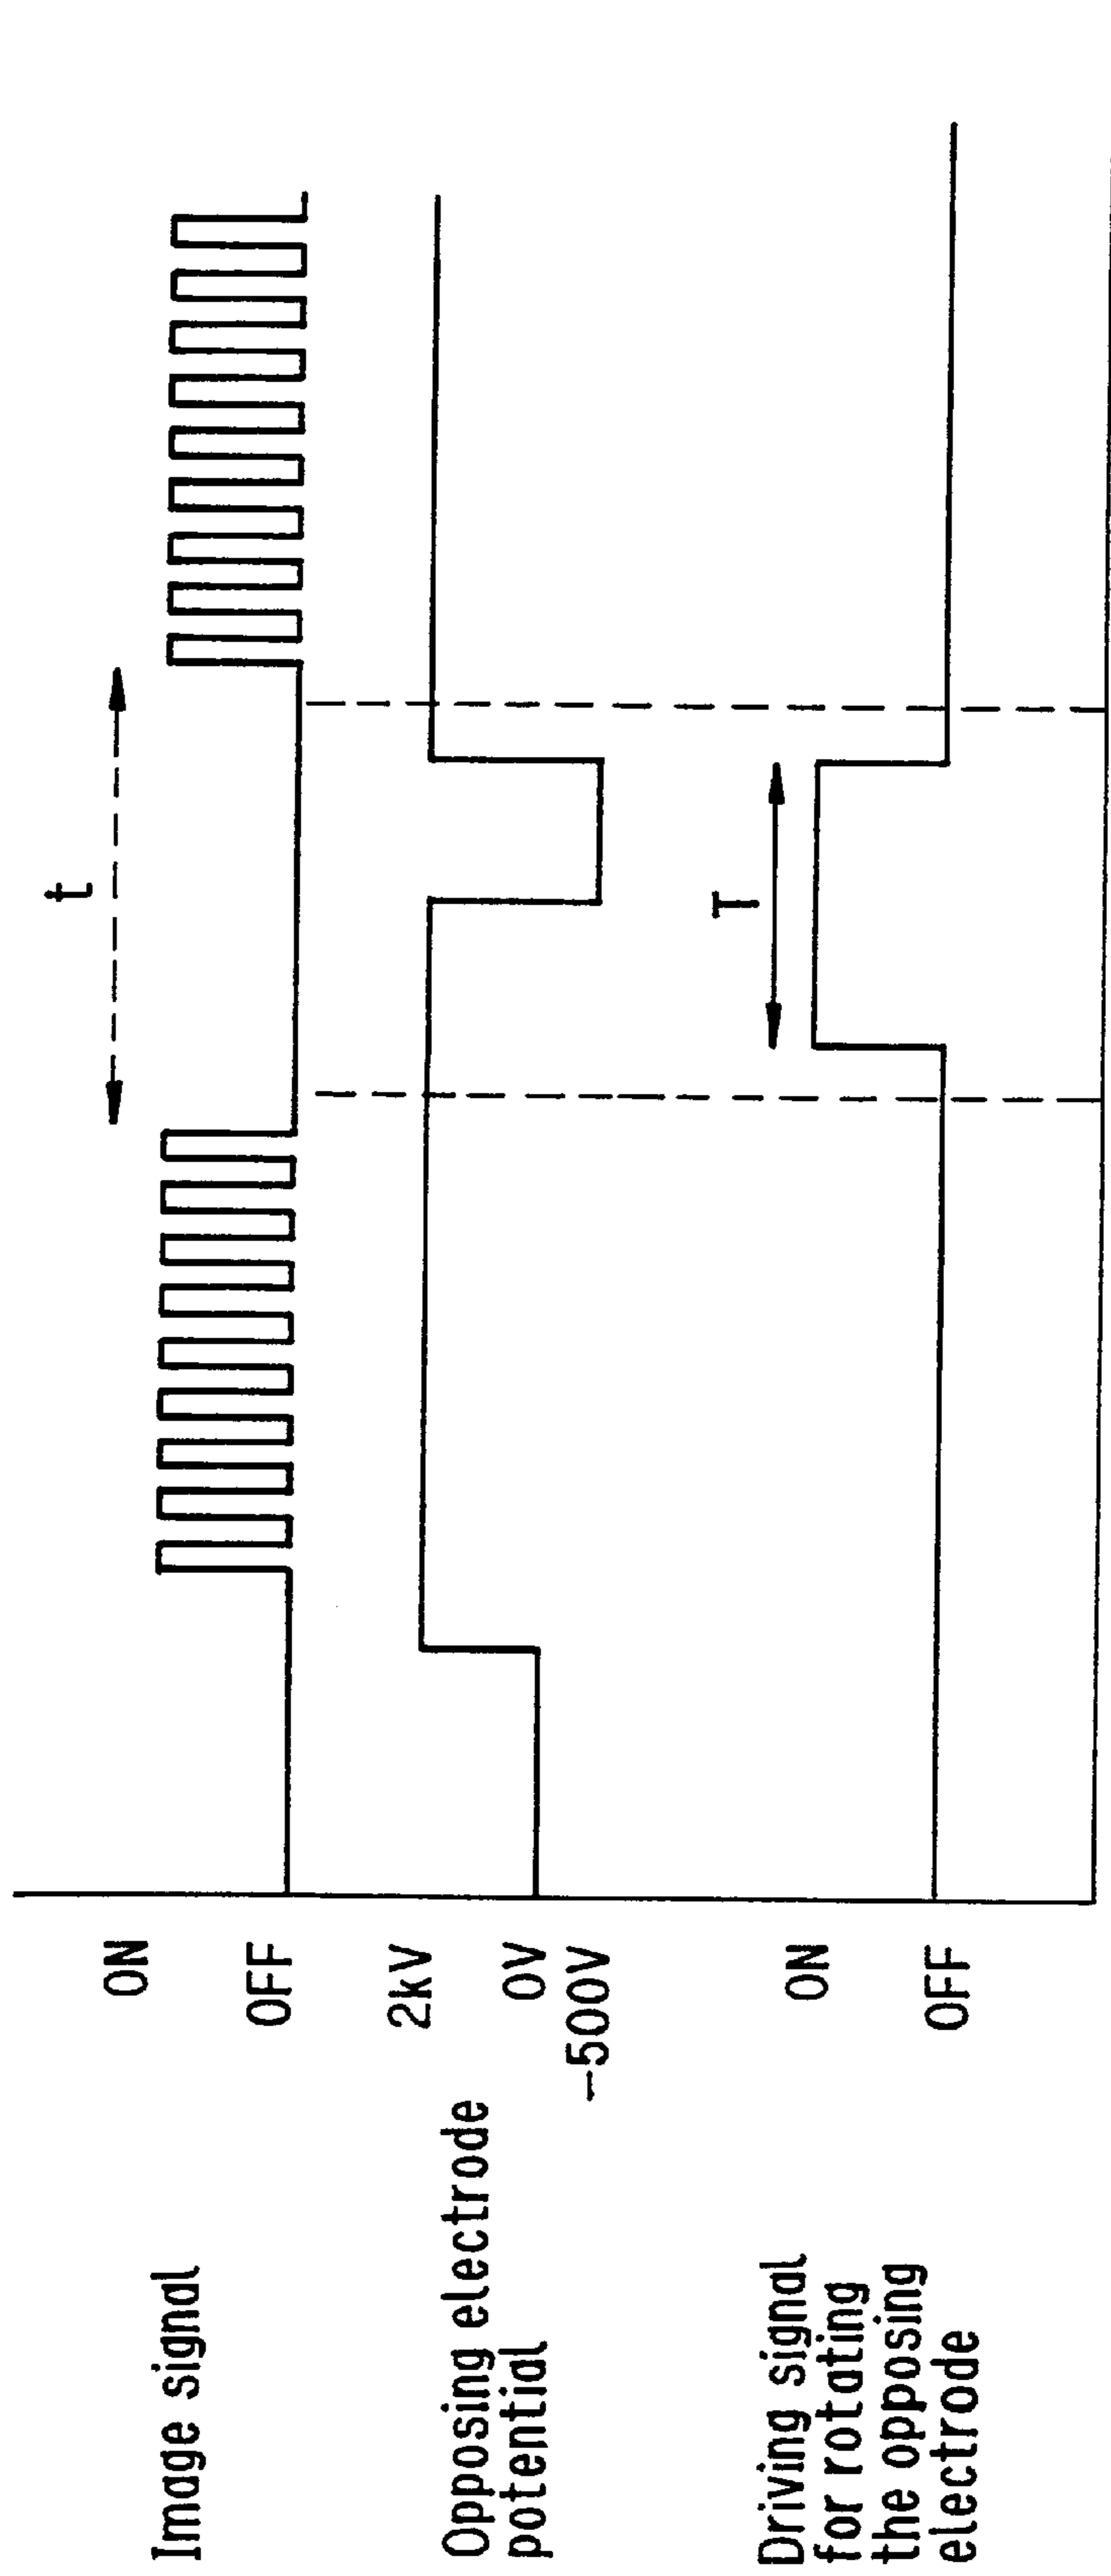 t
ON
Image signal
OFF
2kV
Opposing electrode
potential
0V
-500V
T
ON
Driving signal
for rotating
the opposing
electrode
OFF